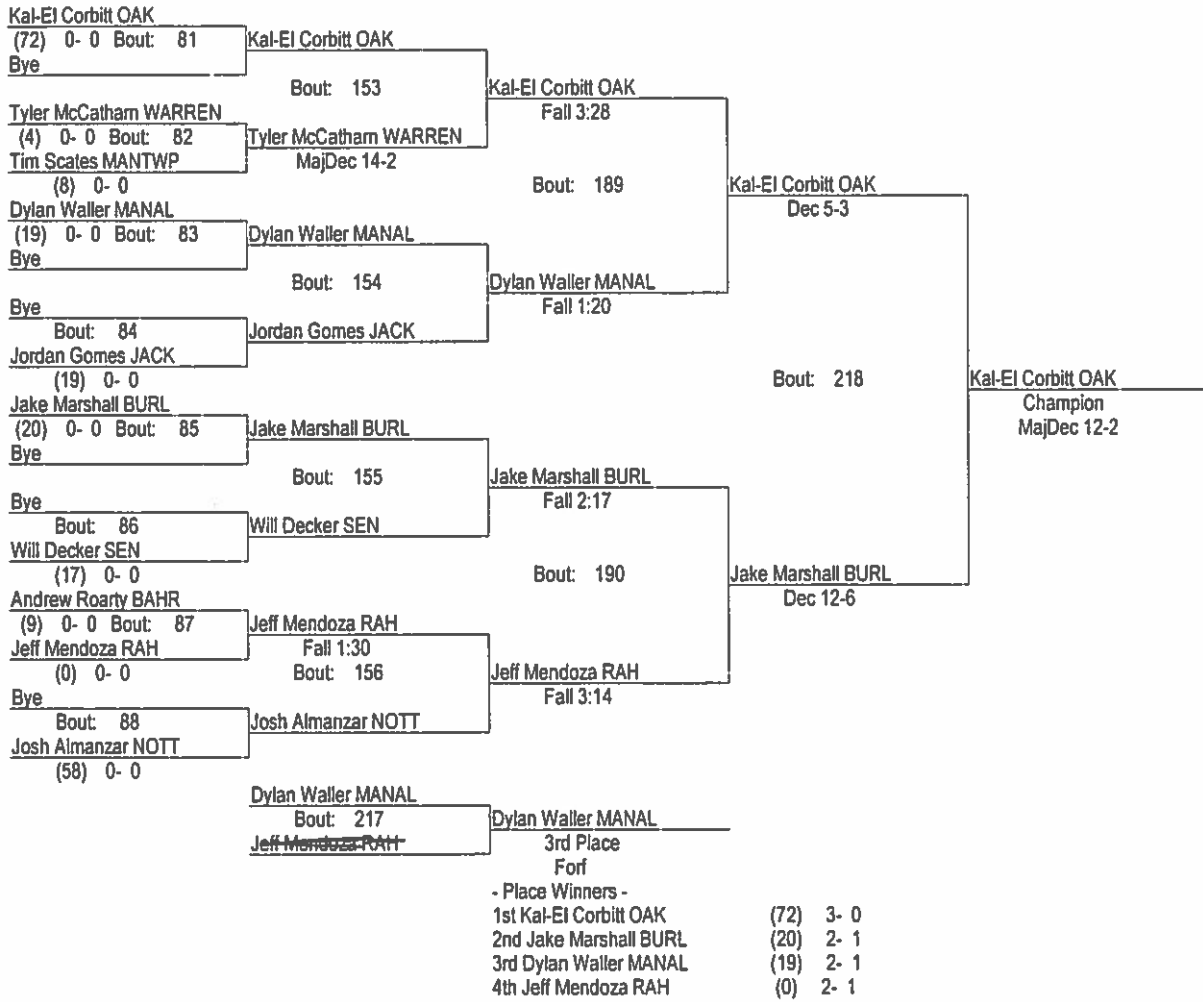 Kal-El Corbitt OAK
(72) 0- 0 Bout: 81
Bye
Tyler McCatham WARREN
(4) 0- 0 Bout: 82
Tim Scates MANTWP
(8) 0- 0
Dylan Waller MANAL
(19) 0- 0 Bout: 83
Bye
Bye
Bout: 84
Jordan Gomes JACK
(19) 0- 0
Jake Marshall BURL
(20) 0- 0 Bout: 85
Bye
Bye
Bout: 86
Will Decker SEN
(17) 0- 0
Andrew Roarty BAHR
(9) 0- 0 Bout: 87
Jeff Mendoza RAH
(0) 0- 0
Bye
Bout: 88
Josh Almanzar NOTT
(58) 0- 0
Kal-El Corbitt OAK
Bout: 153
Tyler McCatham WARREN
MajDec 14-2
Dylan Waller MANAL
Bout: 154
Jordan Gomes JACK
Jake Marshall BURL
Bout: 155
Will Decker SEN
Jeff Mendoza RAH
Fall 1:30
Bout: 156
Josh Almanzar NOTT
Kal-El Corbitt OAK
Fall 3:28
Bout: 189
Dylan Waller MANAL
Fall 1:20
Jake Marshall BURL
Fall 2:17
Bout: 190
Jeff Mendoza RAH
Fall 3:14
Kal-El Corbitt OAK
Dec 5-3
Bout: 218
Jake Marshall BURL
Dec 12-6
Kal-El Corbitt OAK
Champion
MajDec 12-2
Dylan Waller MANAL
Bout: 217
Jeff Mendoza RAH
Dylan Waller MANAL
3rd Place
Forf
- Place Winners -
1st Kal-El Corbitt OAK (72) 3- 0
2nd Jake Marshall BURL (20) 2- 1
3rd Dylan Waller MANAL (19) 2- 1
4th Jeff Mendoza RAH (0) 2- 1